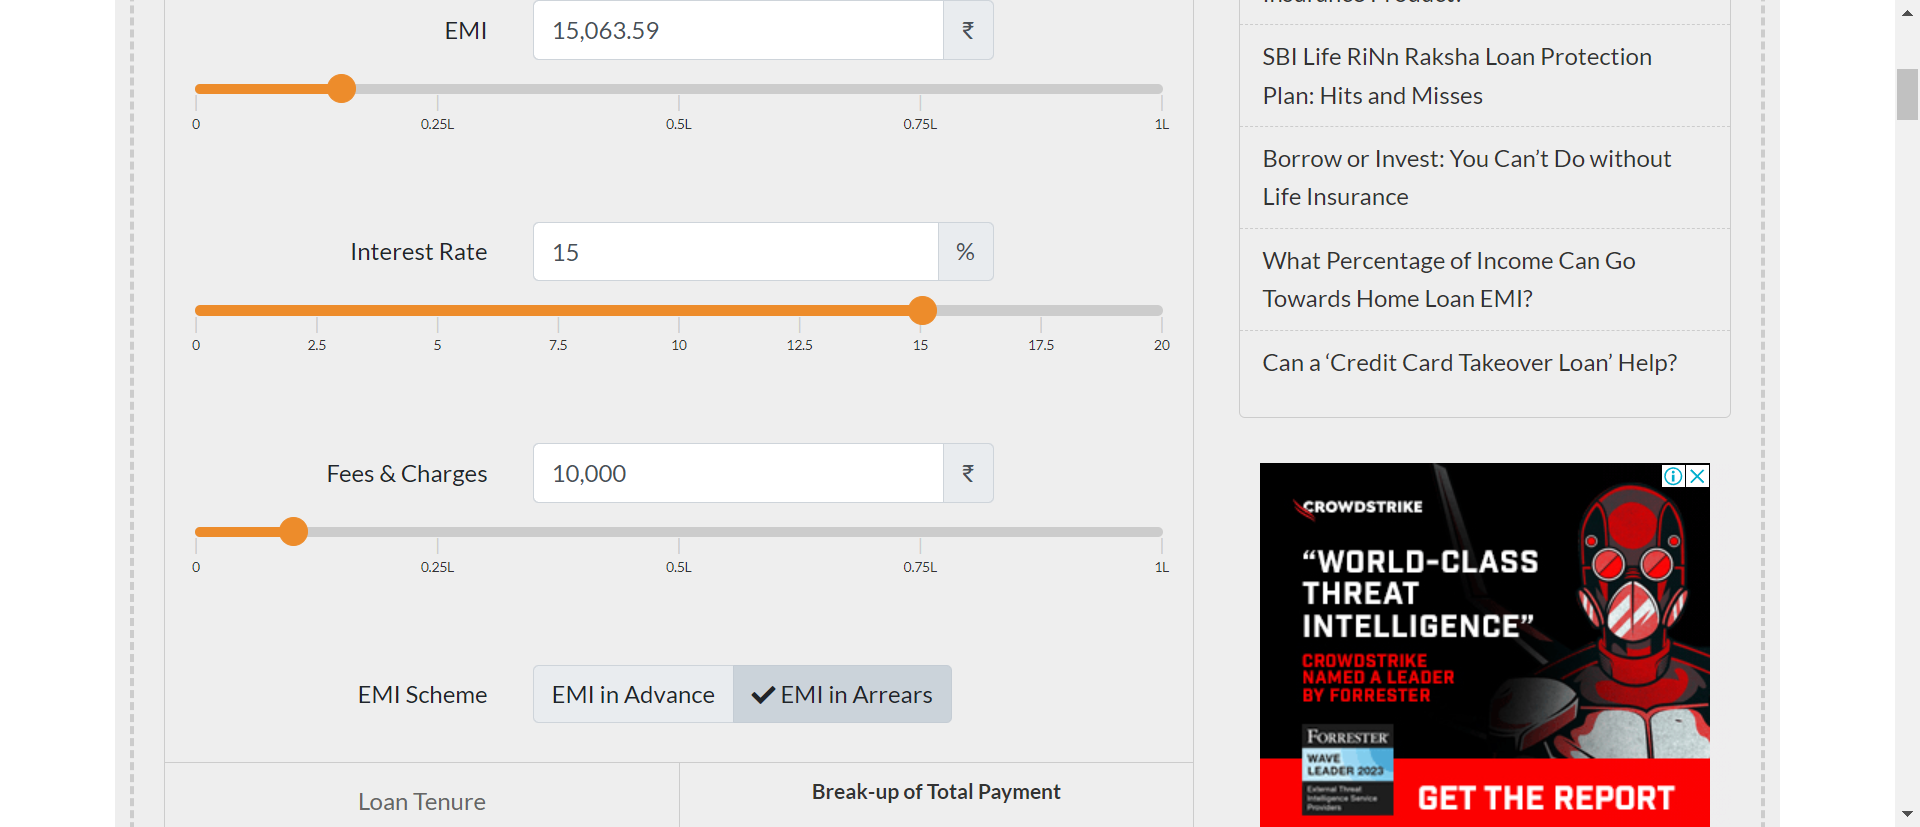 EMI
15,063.59
₹
0
0.25L
0.5L
0.75L
1L
Interest Rate
15
%
0
2.5
5
7.5
10
12.5
15
17.5
20
Fees & Charges
10,000
₹
0
0.25L
0.5L
0.75L
1L
EMI Scheme
EMI in Advance
EMI in Arrears
Loan Tenure
Break-up of Total Payment
Insurance Product?
SBI Life RiNn Raksha Loan Protection
Plan: Hits and Misses
Borrow or Invest: You Can’t Do without
Life Insurance
What Percentage of Income Can Go
Towards Home Loan EMI?
Can a ‘Credit Card Takeover Loan’ Help?
CROWDSTRIKE
“WORLD-CLASS
THREAT
INTELLIGENCE”
CROWDSTRIKE
NAMED A LEADER
BY FORRESTER
FORRESTER
WAVE
LEADER 2023
External Threat
Intelligence Service
Providers
GET THE REPORT